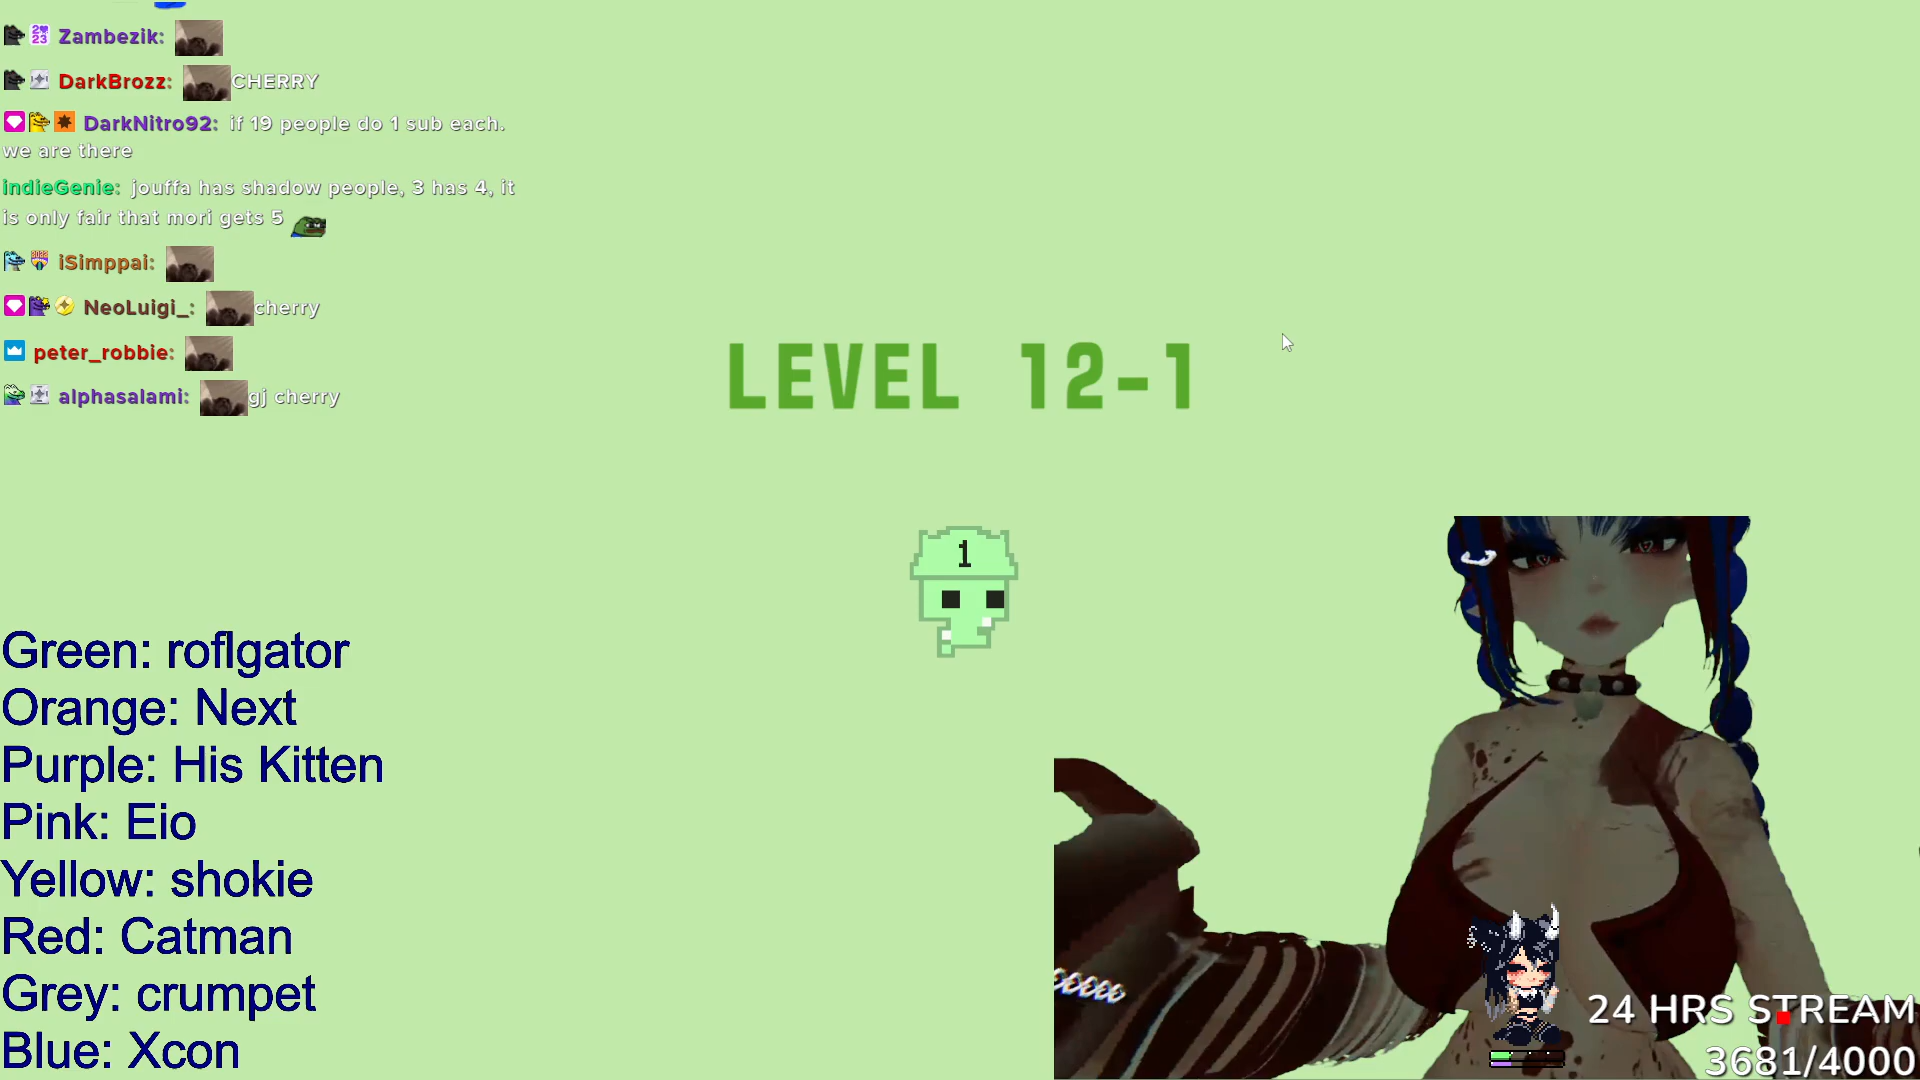 Zambezik:
DarkBrozz: CHERRY
DarkNitro92: if 19 people do 1 sub each.
we are there
indieGenie: jouffa has shadow people, 3 has 4, it
is only fair that mori gets 5
iSimppai:
NeoLuigi_: cherry
peter_robbie:
alphasalami: gj cherry
LEVEL 12-1
1
Green: roflgator
Orange: Next
Purple: His Kitten
Pink: Eio
Yellow: shokie
Red: Catman
Grey: crumpet
Blue: Xcon
24 HRS STREAM
3681/4000